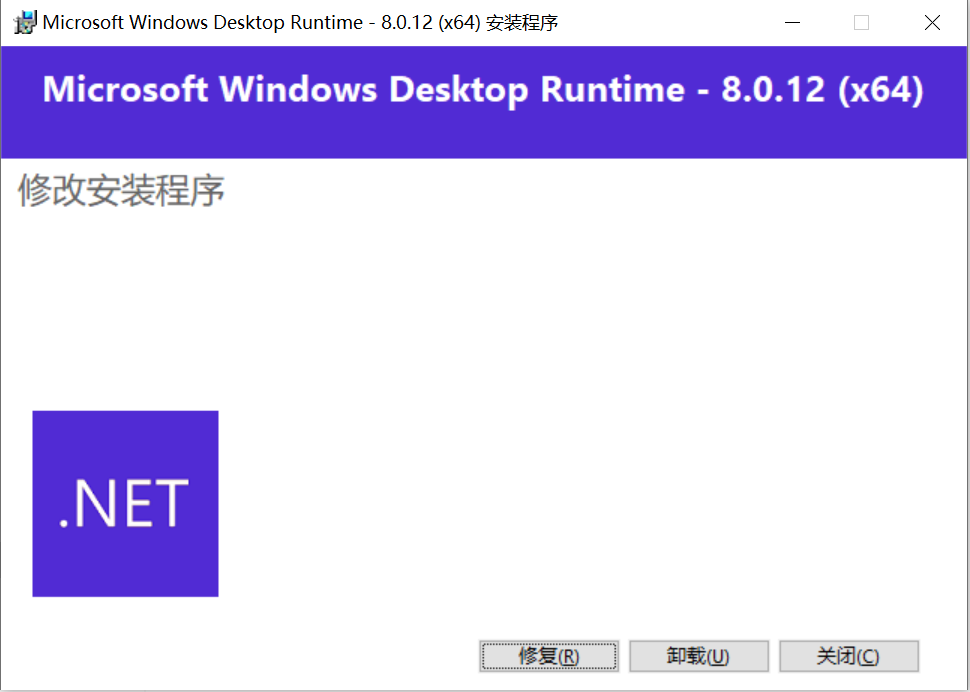 Microsoft Windows Desktop Runtime - 8.0.12 (x64) 安装程序
Microsoft Windows Desktop Runtime - 8.0.12 (x64)
修改安装程序
.NET
修复(R) 卸载(U) 关闭(C)